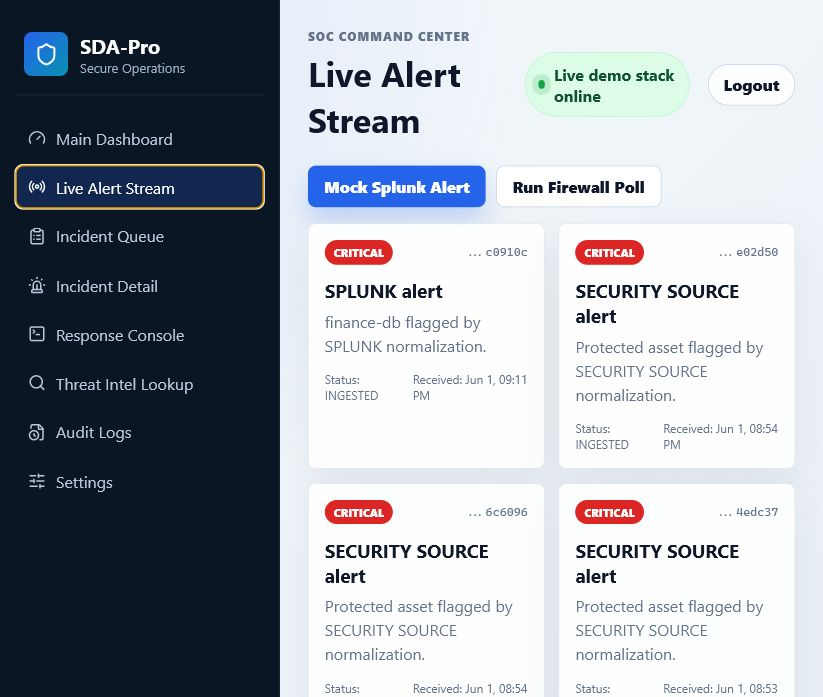 SDA-Pro
Secure Operations
Main Dashboard
Live Alert Stream
Incident Queue
Incident Detail
Response Console
Threat Intel Lookup
Audit Logs
Settings
SOC COMMAND CENTER
Live Alert
Stream
Live demo stack
online
Logout
Mock Splunk Alert
Run Firewall Poll
CRITICAL
...c0910c
SPLUNK alert
finance-db flagged by
SPLUNK normalization.
Status:
INGESTED
Received: Jun 1, 09:11
PM
CRITICAL
...e02d50
SECURITY SOURCE
alert
Protected asset flagged by
SECURITY SOURCE
normalization.
Status:
INGESTED
Received: Jun 1, 08:54
PM
CRITICAL
...6c6096
SECURITY SOURCE
alert
Protected asset flagged by
SECURITY SOURCE
normalization.
Status:
Received: Jun 1, 08:54
CRITICAL
...4edc37
SECURITY SOURCE
alert
Protected asset flagged by
SECURITY SOURCE
normalization.
Status:
Received: Jun 1, 08:53